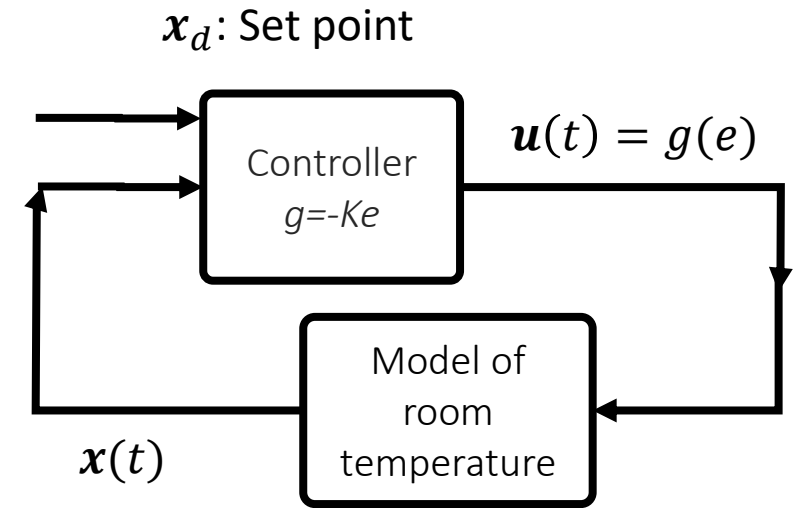 𝒙_d: Set point
Controller
g=-Ke
𝒖(t) = g(e)
Model of
room
temperature
𝒙(t)